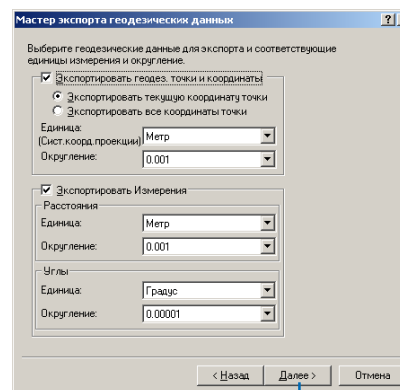 Мастер экспорта геодезических данных
Выберите геодезические данные для экспорта и соответствующие
единицы измерения и округление.
Экспортировать геодез. точки и координаты
Экспортировать текущую координату точки
Экспортировать все координаты точки
Единица:
(Сист.коорд.проекции) Метр
Округление: 0.001
Экспортировать Измерения
Расстояния
Единица: Метр
Округление: 0.001
Углы
Единица: Градус
Округление: 0.00001
< Назад Далее > Отмена